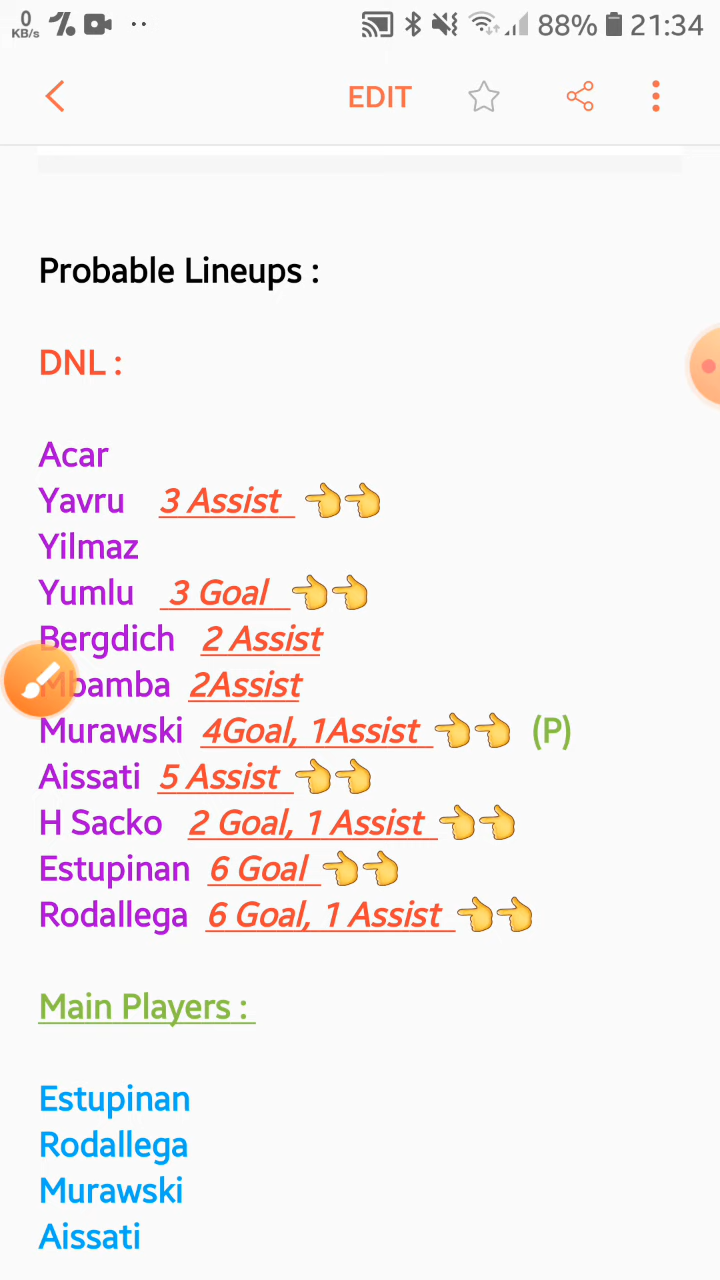 0
KB/s
88% 21:34
EDIT
Probable Lineups :
DNL :
Acar
Yavru 3 Assist 👈👈
Yilmaz
Yumlu 3 Goal 👈👈
Bergdich 2 Assist
Mbamba 2Assist
Murawski 4Goal, 1Assist 👈👈 (P)
Aissati 5 Assist 👈👈
H Sacko 2 Goal, 1 Assist 👈👈
Estupinan 6 Goal 👈👈
Rodallega 6 Goal, 1 Assist 👈👈
Main Players :
Estupinan
Rodallega
Murawski
Aissati